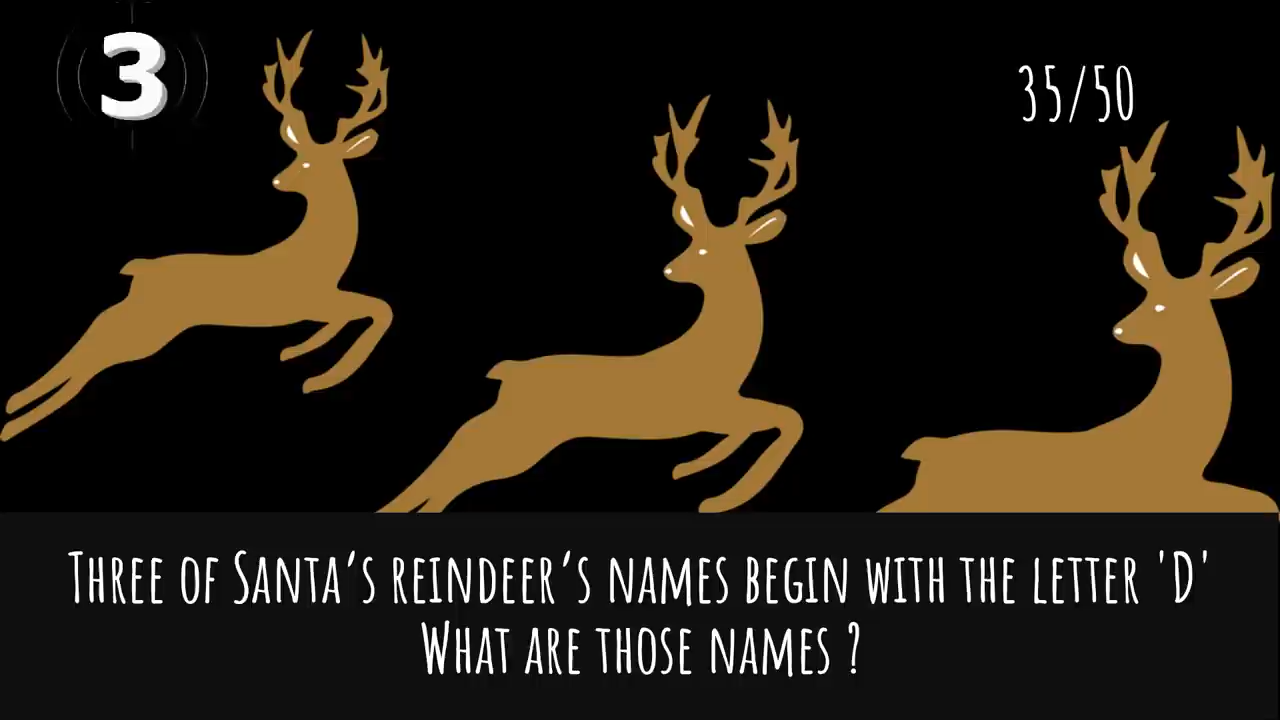 3
35/50
Three of Santa's reindeer's names begin with the letter 'D'
What are those names ?